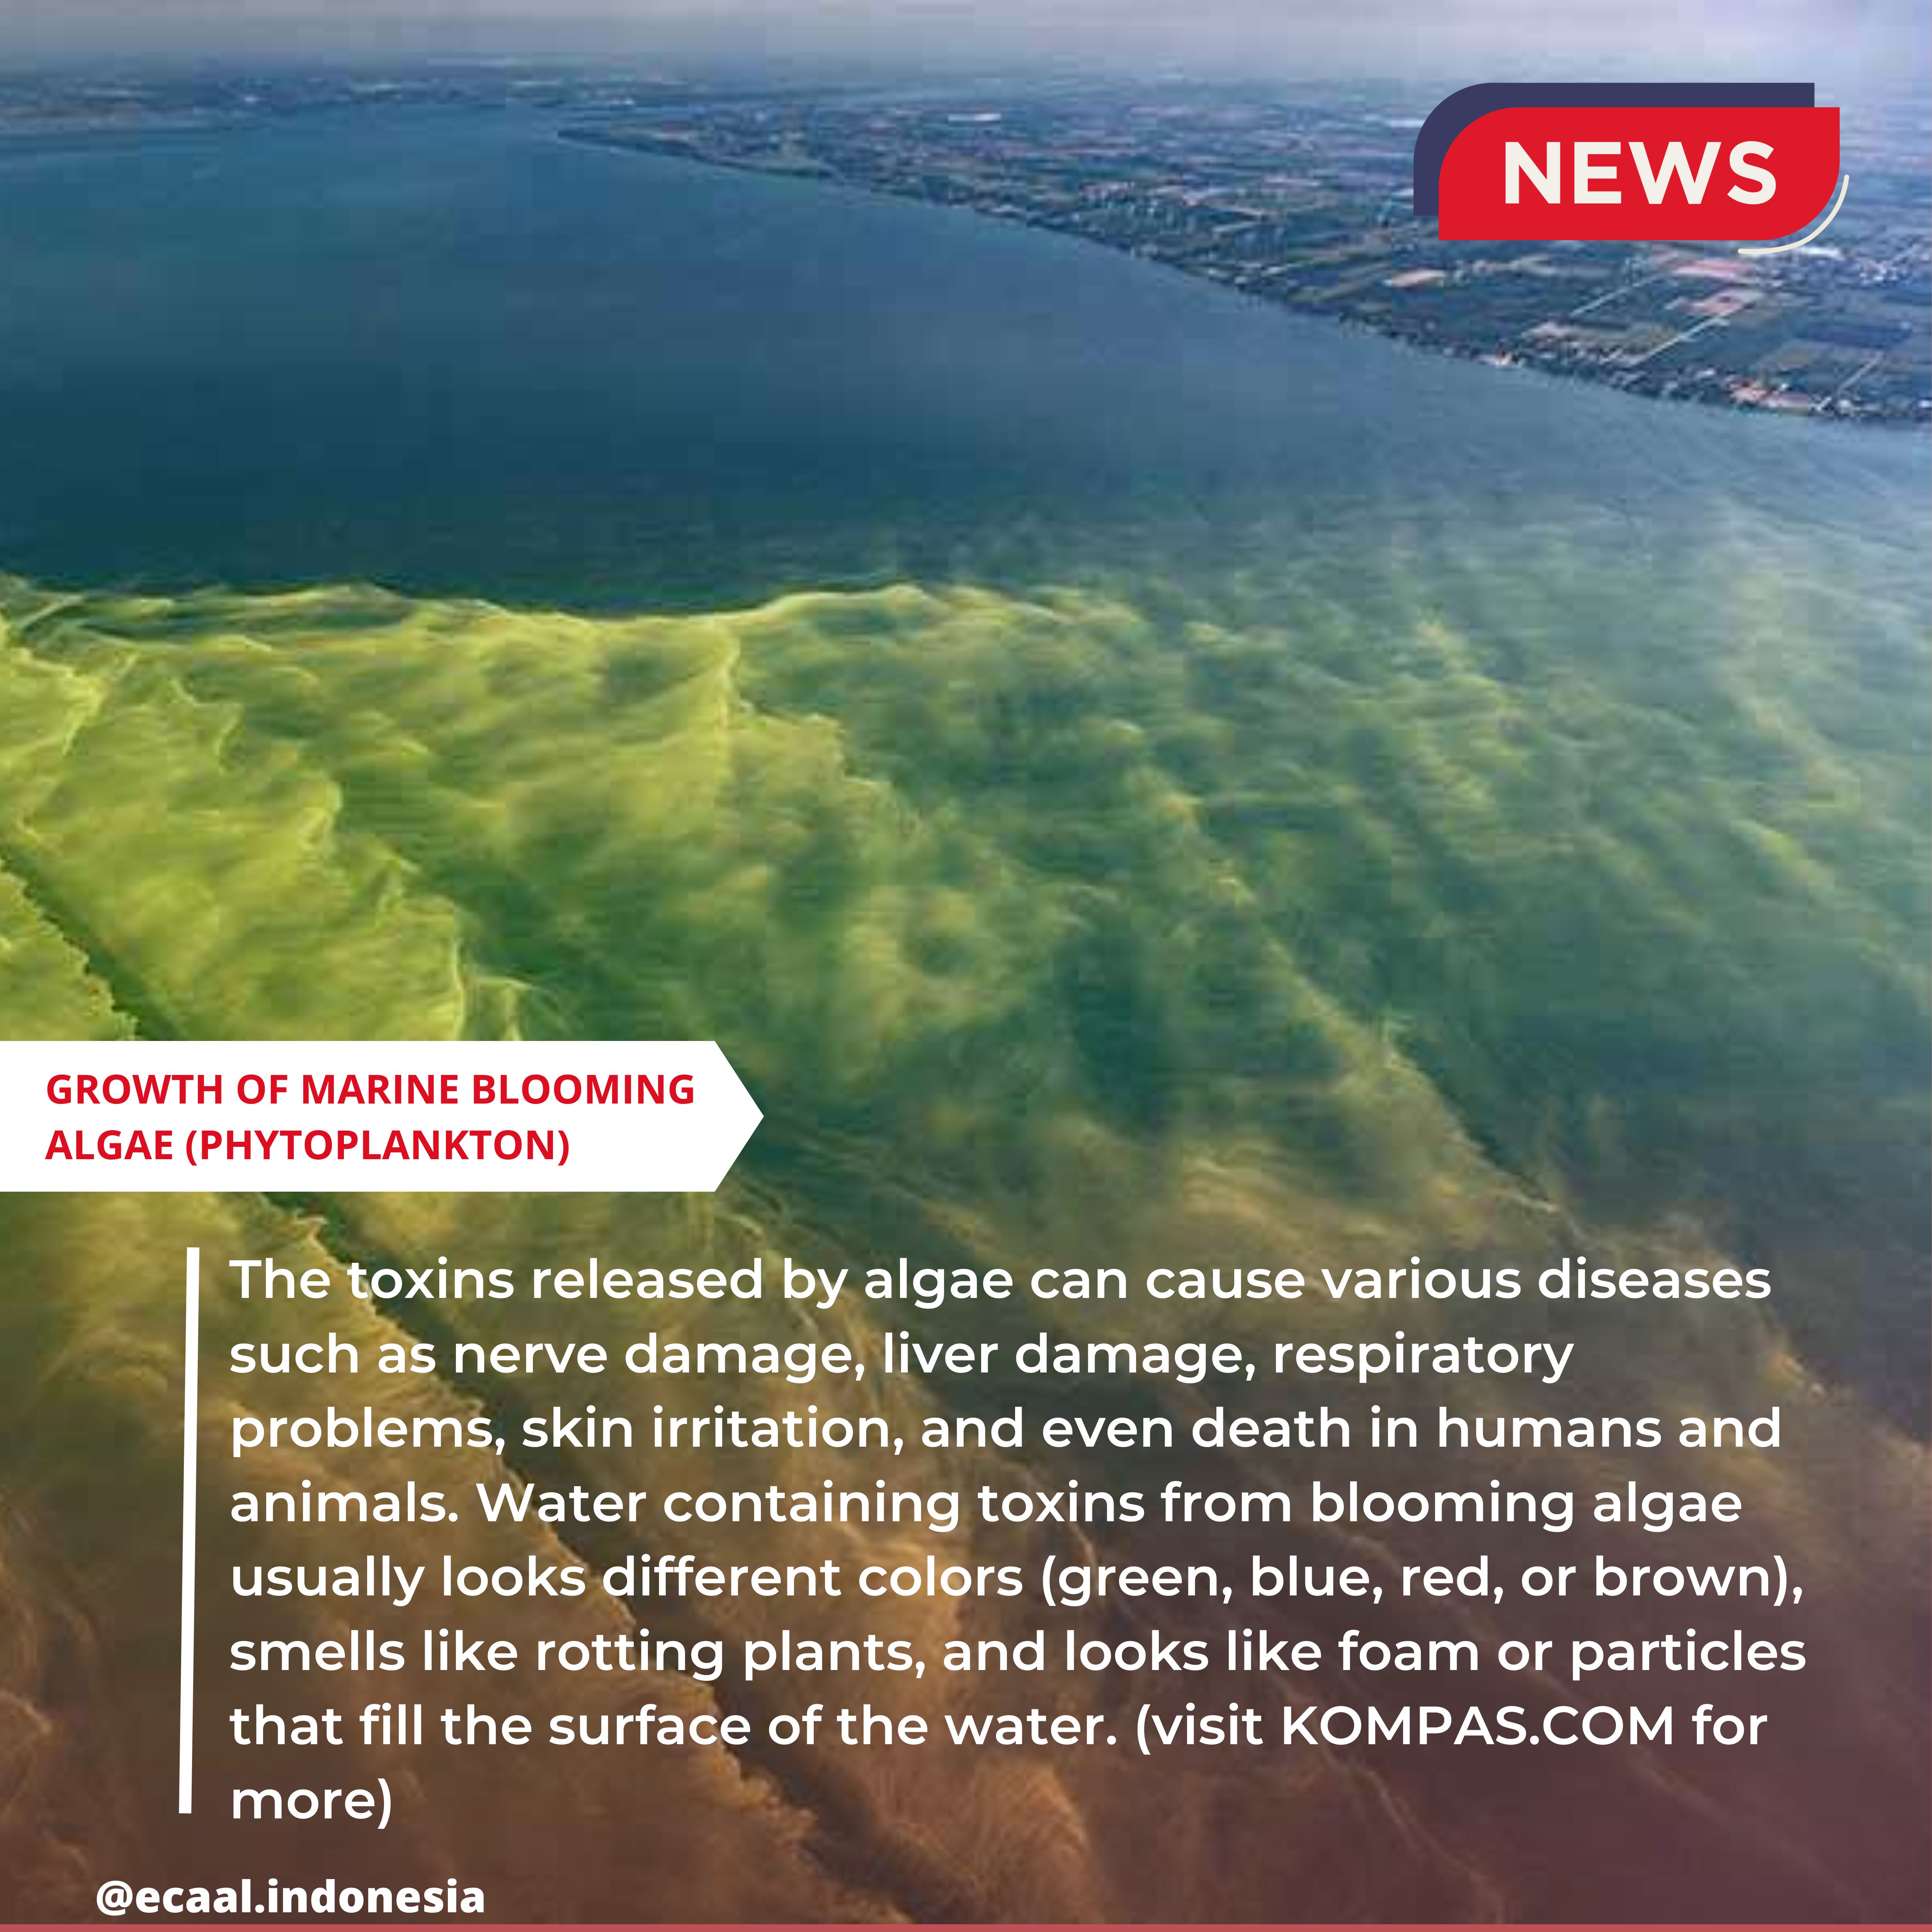 NEWS
GROWTH OF MARINE BLOOMING
ALGAE (PHYTOPLANKTON)
The toxins released by algae can cause various diseases
such as nerve damage, liver damage, respiratory
problems, skin irritation, and even death in humans and
animals. Water containing toxins from blooming algae
usually looks different colors (green, blue, red, or brown),
smells like rotting plants, and looks like foam or particles
that fill the surface of the water. (visit KOMPAS.COM for
more)
@ecaal.indonesia